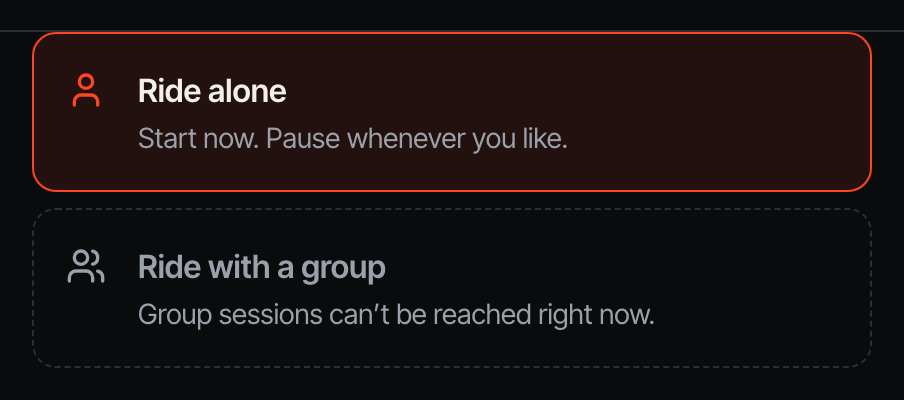 Ride alone
Start now. Pause whenever you like.
Ride with a group
Group sessions can’t be reached right now.